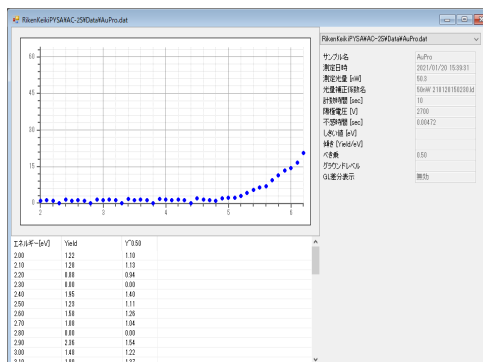 RikenKeikiPYSA¥AC-2S¥Data¥AuPro.dat
RikenKeikiPYSA¥AC-2S¥Data¥AuPro.dat
60
45
30
15
0
2 3 4 5 6
サンプル名 AuPro
測定日時 2021/01/20 15:39:31
測定光量 [nW] 50.0
光量補正係数名
計数時間 [sec] 10
陽極電圧 [V] 2700
不感時間 [sec] 0.00472
しきい値 [eV]
傾き [Yield/eV]
べき乗 0.50
グラウンドレベル
GL差分表示 無効
エネルギー[eV] Yield Y^0.50
2.00 1.22 1.10
2.10 1.28 1.13
2.20 0.88 0.94
2.30 0.00 0.00
2.40 1.95 1.40
2.50 1.23 1.11
2.60 1.58 1.26
2.70 1.08 1.04
2.80 0.00 0.00
2.90 2.36 1.54
3.00 1.48 1.22